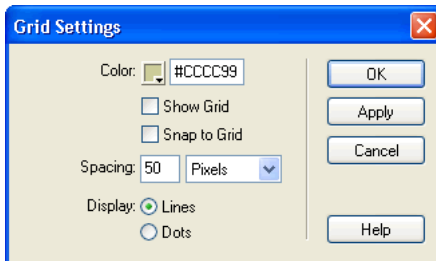 Grid Settings
Color: #CCCC99
Show Grid
Snap to Grid
Spacing: 50 Pixels
Display: Lines
Dots
OK
Apply
Cancel
Help